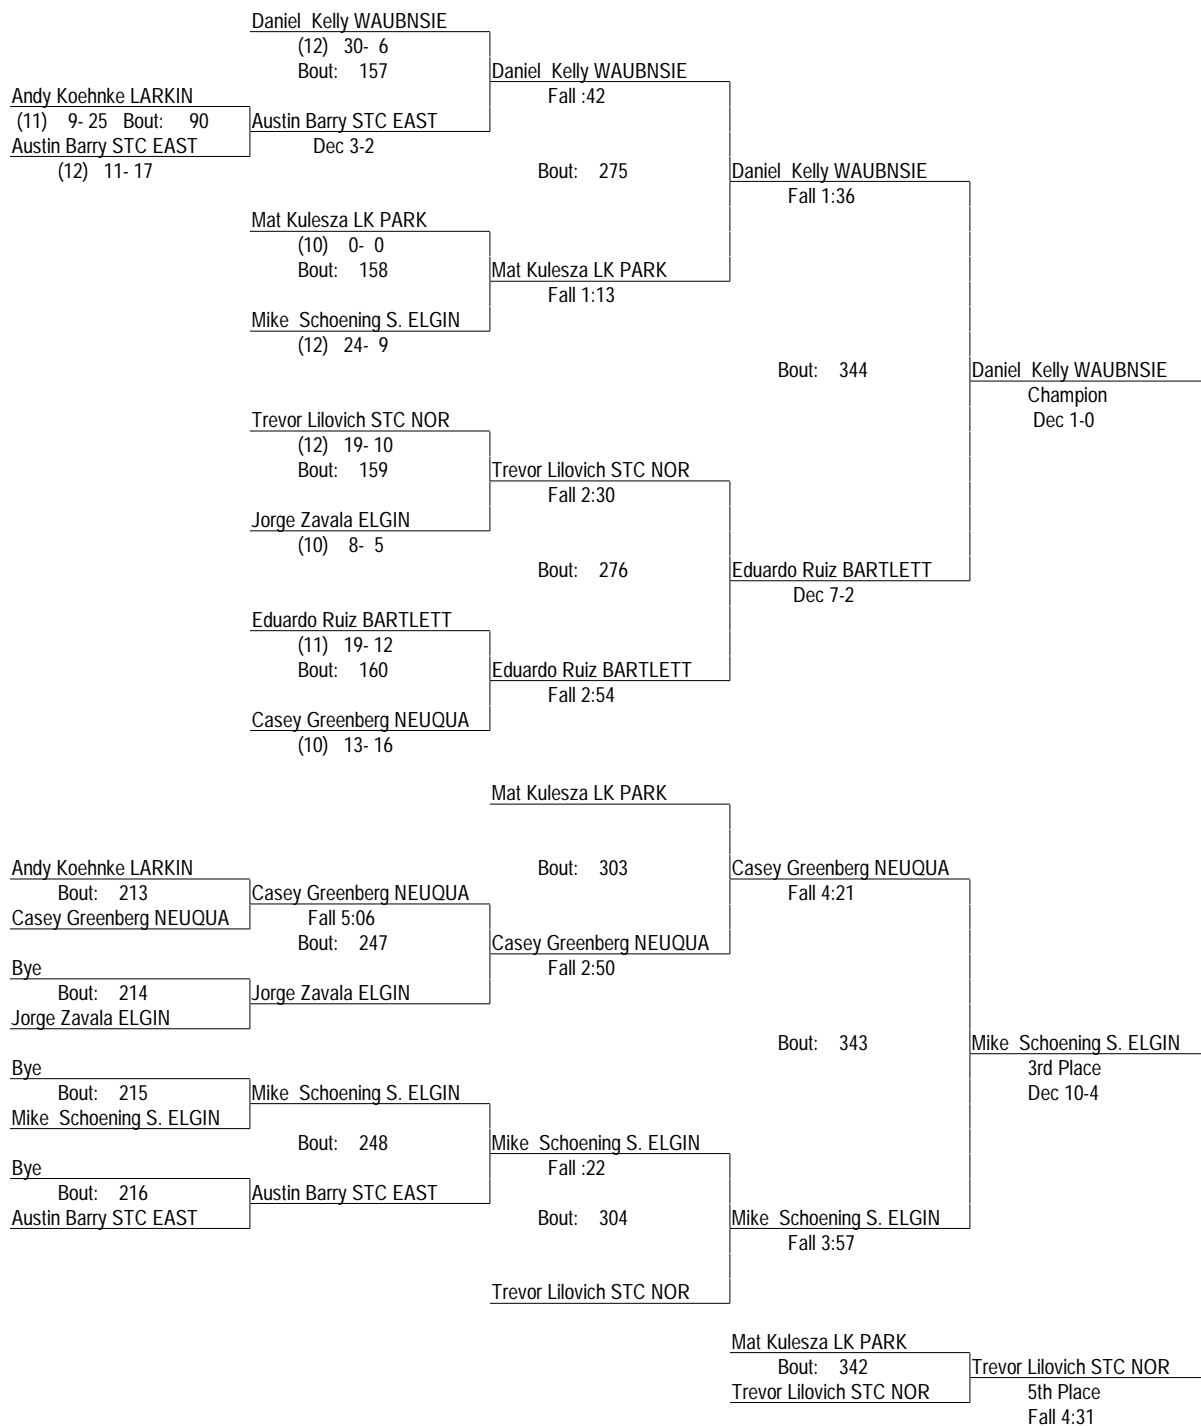 Daniel Kelly WAUBNSIE
(12) 30- 6
Bout: 157
Daniel Kelly WAUBNSIE
Fall :42
Andy Koehnke LARKIN
(11) 9- 25 Bout: 90
Austin Barry STC EAST
(12) 11- 17
Austin Barry STC EAST
Dec 3-2
Bout: 275
Daniel Kelly WAUBNSIE
Fall 1:36
Mat Kulesza LK PARK
(10) 0- 0
Bout: 158
Mat Kulesza LK PARK
Fall 1:13
Mike Schoening S. ELGIN
(12) 24- 9
Bout: 344
Daniel Kelly WAUBNSIE
Champion
Dec 1-0
Trevor Lilovich STC NOR
(12) 19- 10
Bout: 159
Trevor Lilovich STC NOR
Fall 2:30
Jorge Zavala ELGIN
(10) 8- 5
Bout: 276
Eduardo Ruiz BARTLETT
Dec 7-2
Eduardo Ruiz BARTLETT
(11) 19- 12
Bout: 160
Eduardo Ruiz BARTLETT
Fall 2:54
Casey Greenberg NEUQUA
(10) 13- 16
Mat Kulesza LK PARK
Bout: 303
Casey Greenberg NEUQUA
Fall 4:21
Andy Koehnke LARKIN
Bout: 213
Casey Greenberg NEUQUA
Casey Greenberg NEUQUA
Fall 5:06
Bout: 247
Casey Greenberg NEUQUA
Fall 2:50
Bye
Bout: 214
Jorge Zavala ELGIN
Jorge Zavala ELGIN
Bout: 343
Mike Schoening S. ELGIN
3rd Place
Dec 10-4
Bye
Bout: 215
Mike Schoening S. ELGIN
Mike Schoening S. ELGIN
Bout: 248
Mike Schoening S. ELGIN
Fall :22
Bye
Bout: 216
Austin Barry STC EAST
Austin Barry STC EAST
Bout: 304
Mike Schoening S. ELGIN
Fall 3:57
Trevor Lilovich STC NOR
Mat Kulesza LK PARK
Bout: 342
Trevor Lilovich STC NOR
Trevor Lilovich STC NOR
5th Place
Fall 4:31